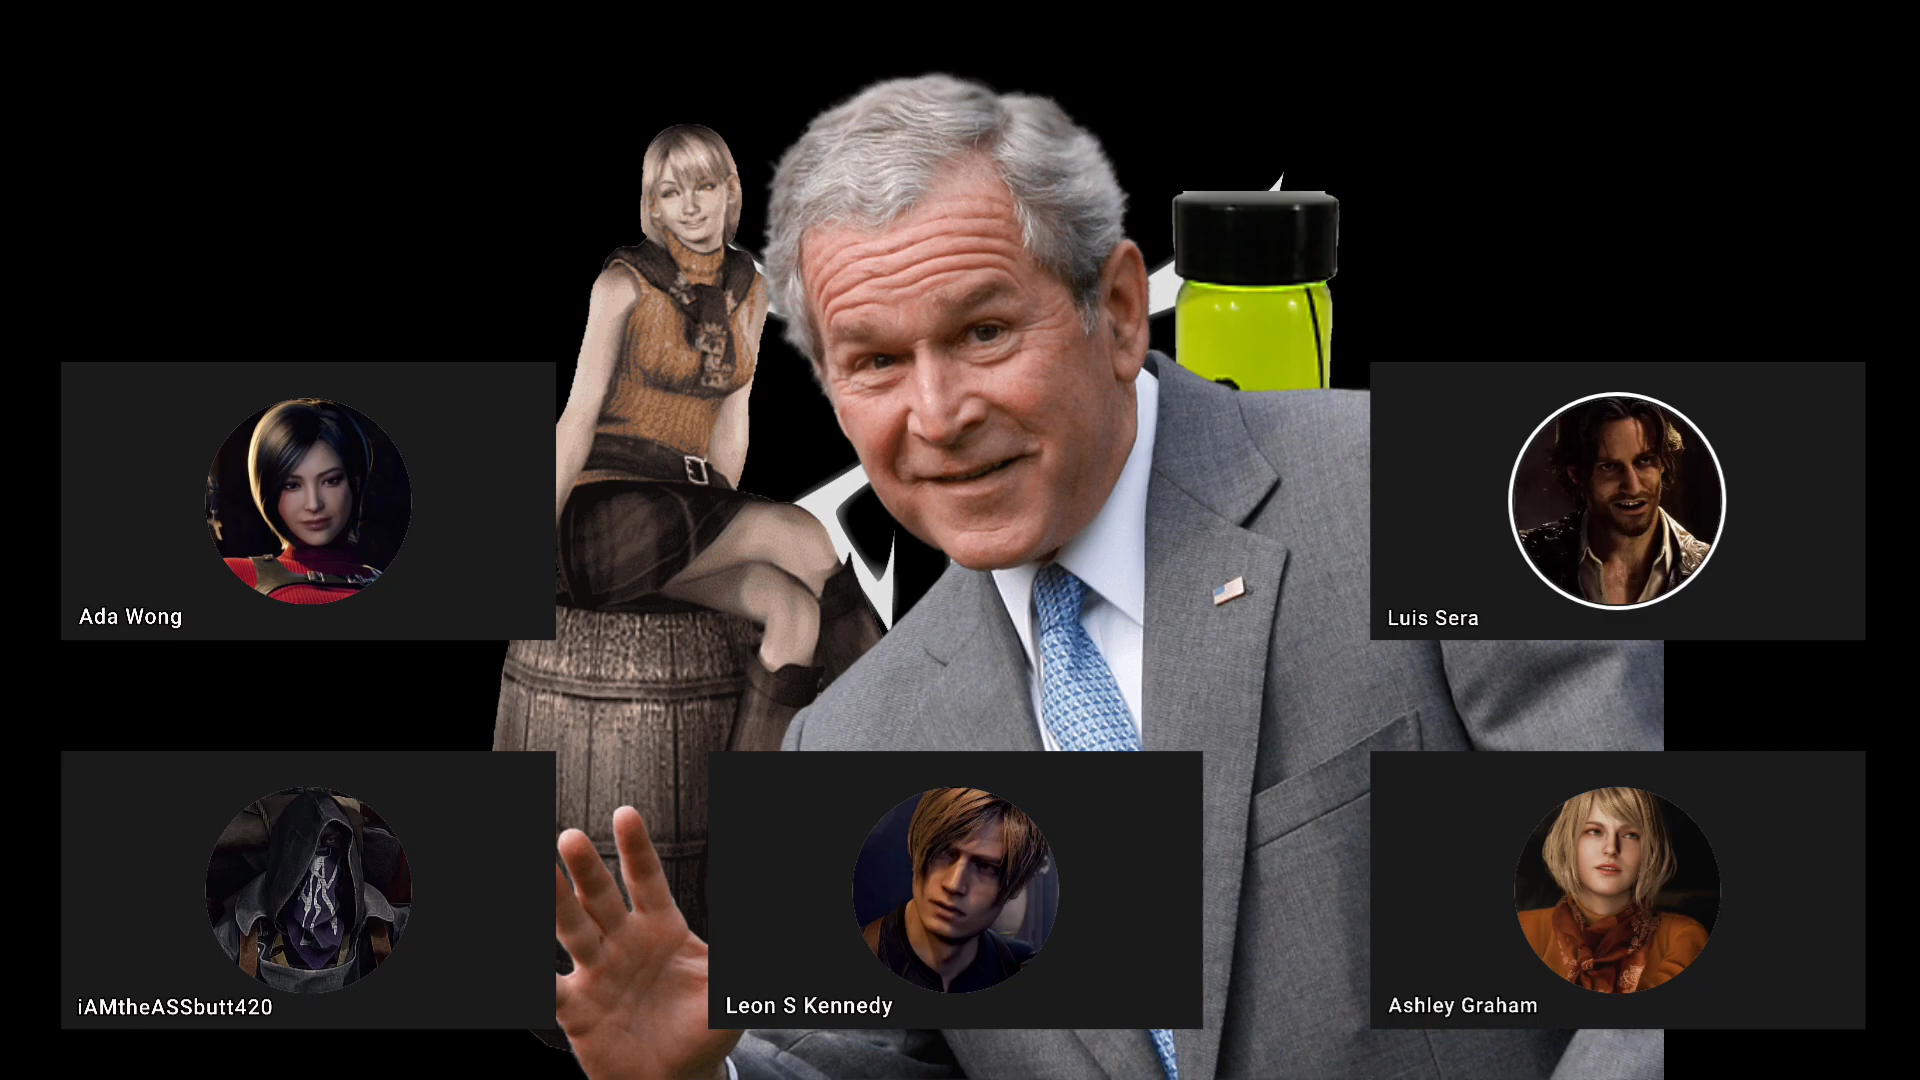 Ada Wong
Luis Sera
iAMtheASSbutt420
Leon S Kennedy
Ashley Graham